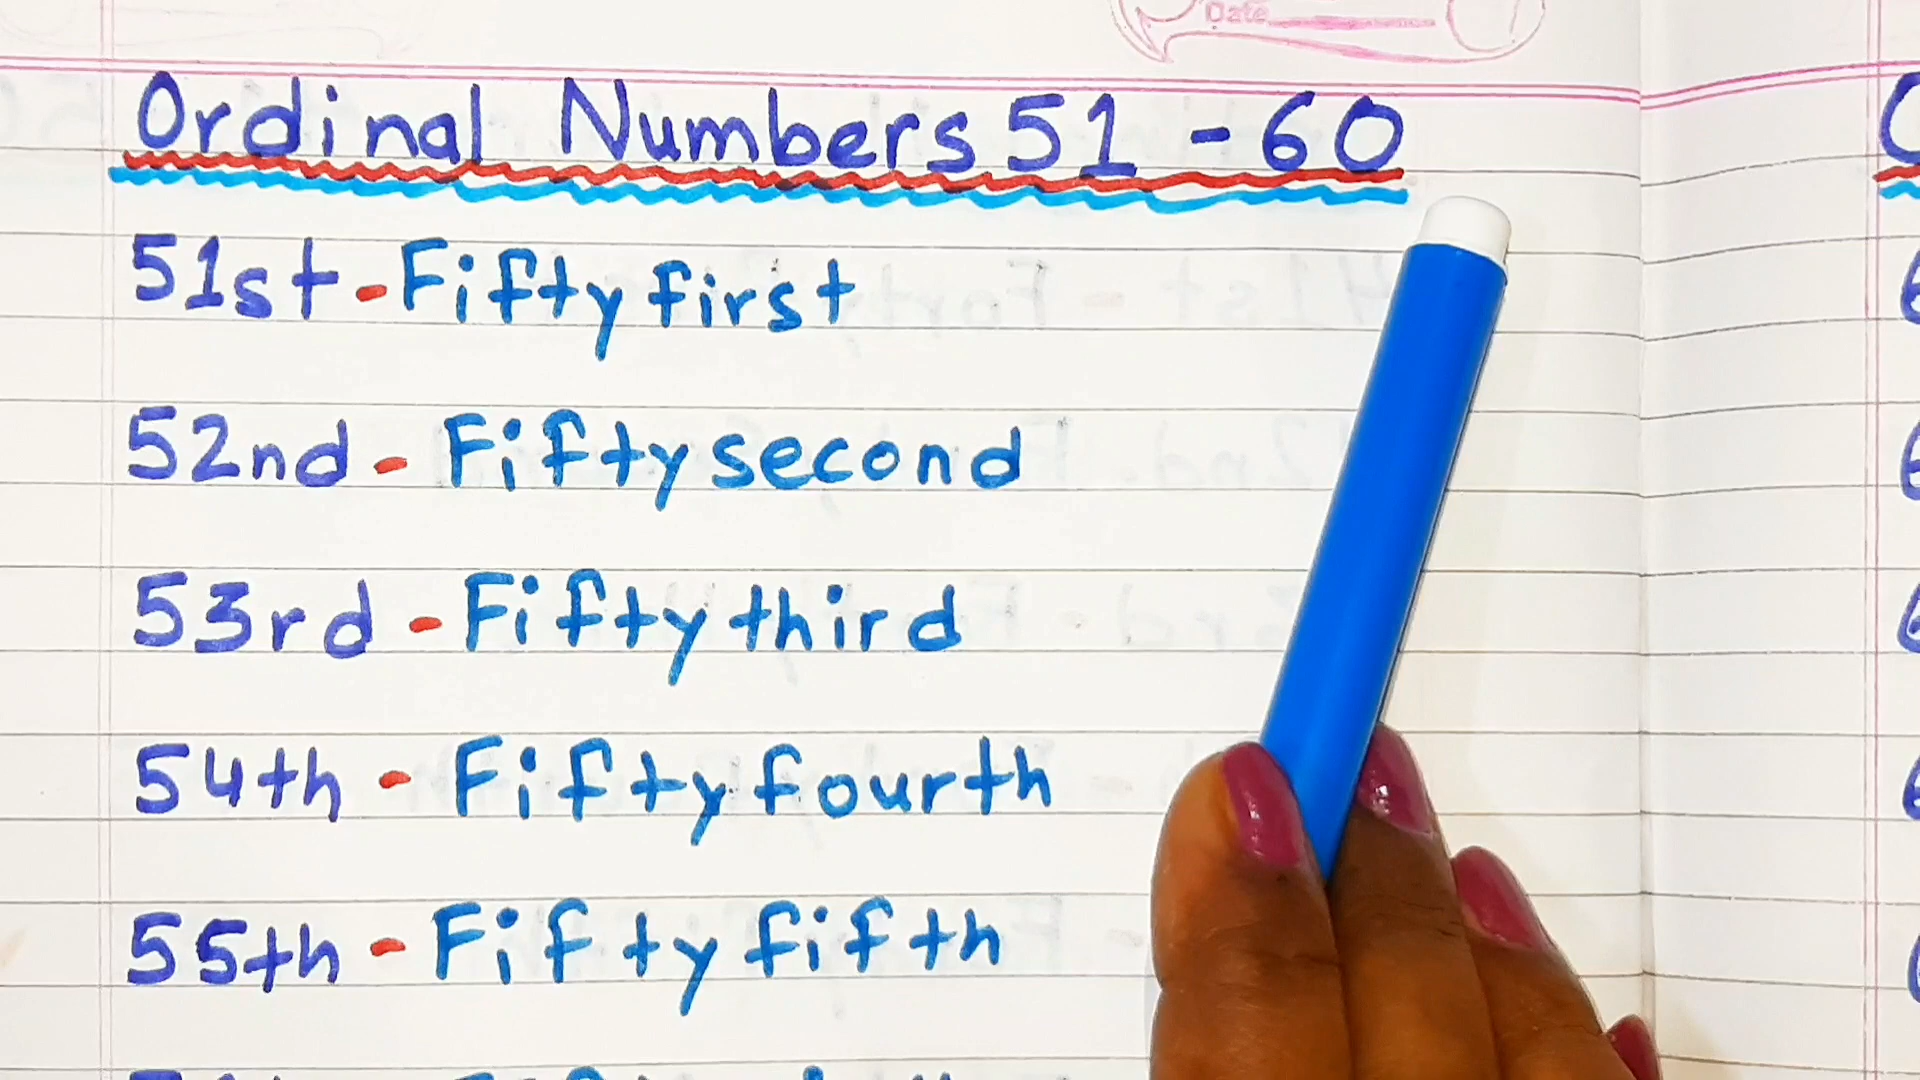 Date
Ordinal Numbers 51 - 60
51st - Fifty first
52nd - Fifty second
53rd - Fifty third
54th - Fifty fourth
55th - Fifty fifth